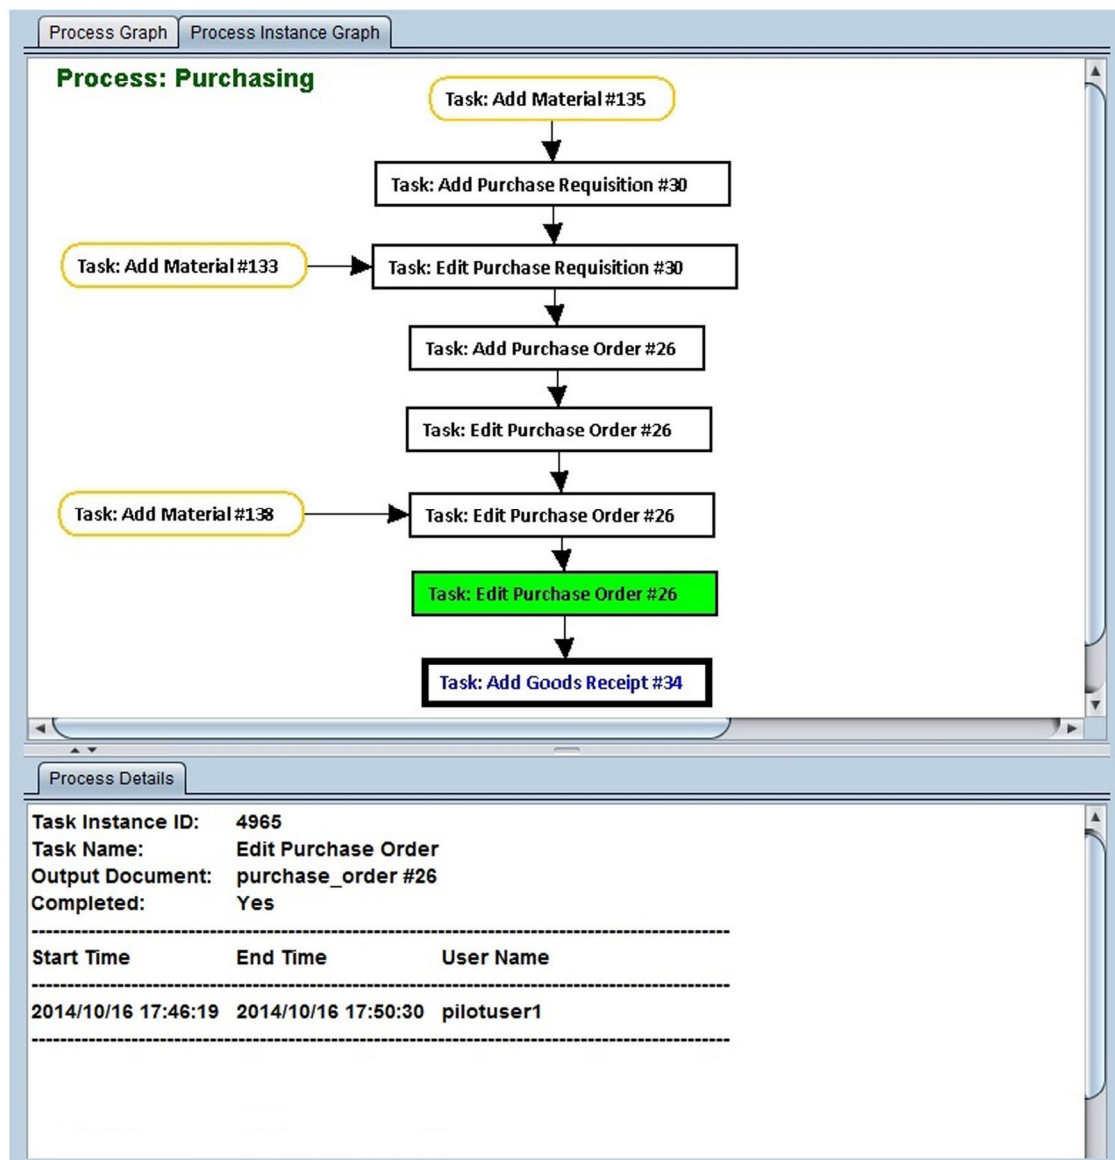 Process Graph
Process Instance Graph
Process: Purchasing
Task: Add Material #135
Task: Add Purchase Requisition #30
Task: Add Material #133
Task: Edit Purchase Requisition #30
Task: Add Purchase Order #26
Task: Edit Purchase Order #26
Task: Add Material #138
Task: Edit Purchase Order #26
Task: Edit Purchase Order #26
Task: Add Goods Receipt #34
Process Details
Task Instance ID: 4965
Task Name: Edit Purchase Order
Output Document: purchase_order #26
Completed: Yes
Start Time End Time User Name
2014/10/16 17:46:19 2014/10/16 17:50:30 pilotuser1